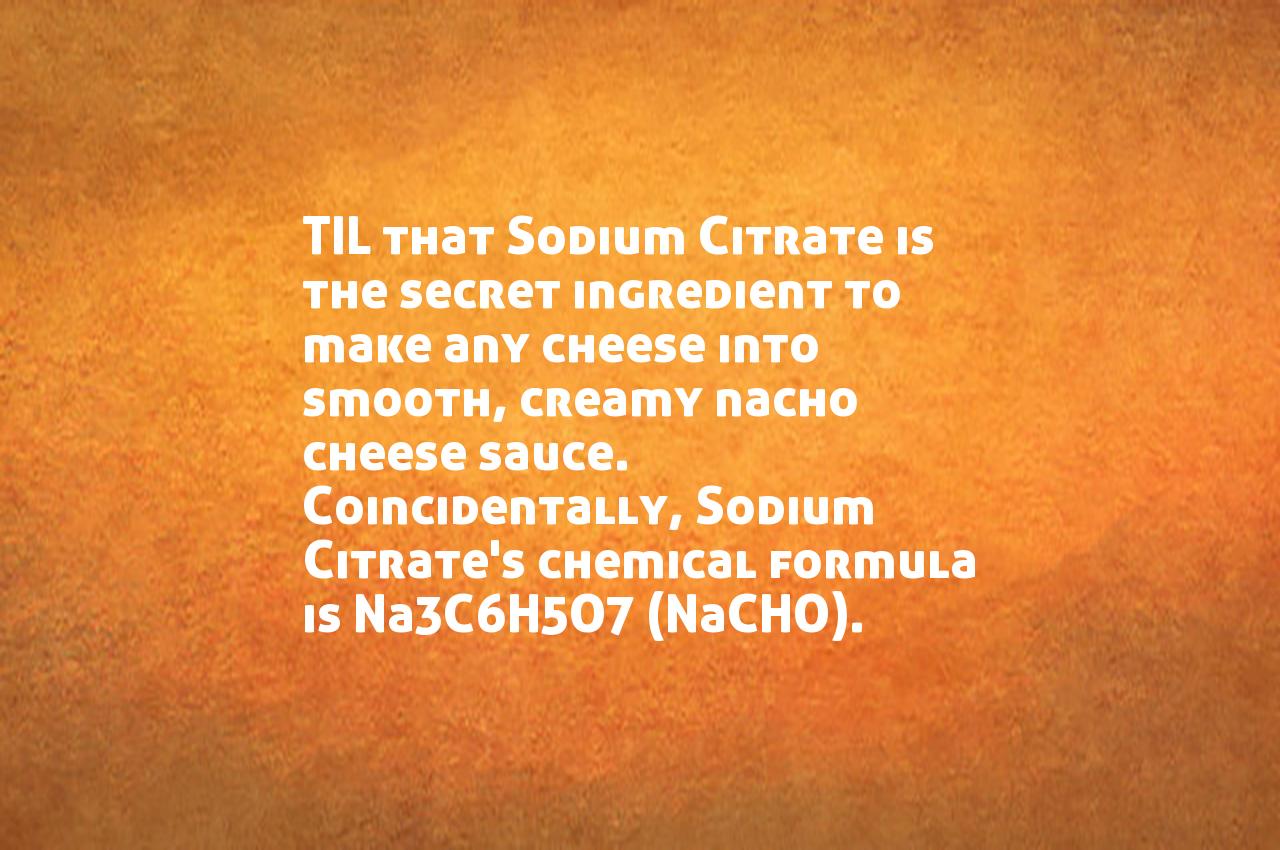 TIL that Sodium Citrate is
the secret ingredient to
make any cheese into
smooth, creamy nacho
cheese sauce.
Coincidentally, Sodium
Citrate's chemical formula
is Na3C6H5O7 (NaCHO).